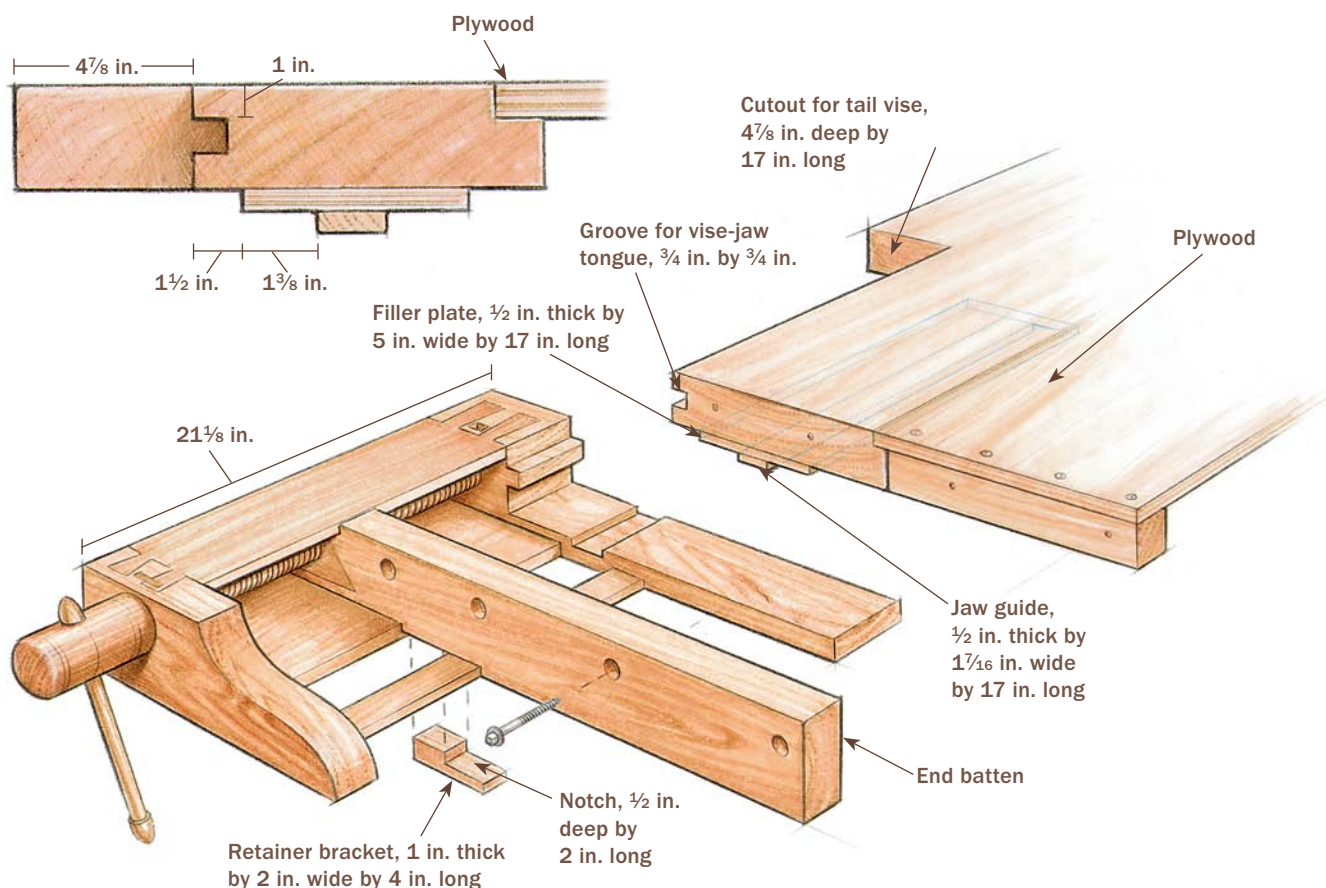 Plywood
4⅞ in.
1 in.
1½ in.
1⅜ in.
Cutout for tail vise,
4⅞ in. deep by
17 in. long
Groove for vise-jaw
tongue, ¾ in. by ¾ in.
Plywood
Filler plate, ½ in. thick by
5 in. wide by 17 in. long
21⅛ in.
Jaw guide,
½ in. thick by
1⁷⁄₁₆ in. wide
by 17 in. long
End batten
Notch, ½ in.
deep by
2 in. long
Retainer bracket, 1 in. thick
by 2 in. wide by 4 in. long